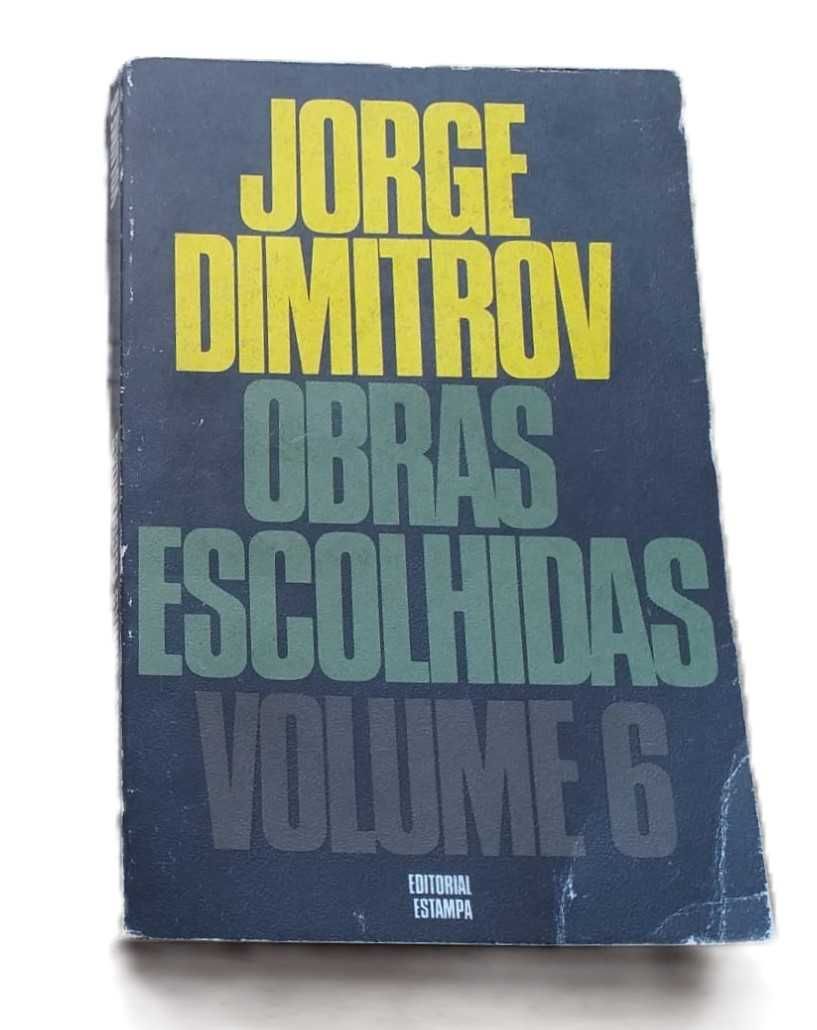 JORGE
DIMITROV
OBRAS
ESCOLHIDAS
VOLUME 6
EDITORIAL
ESTAMPA